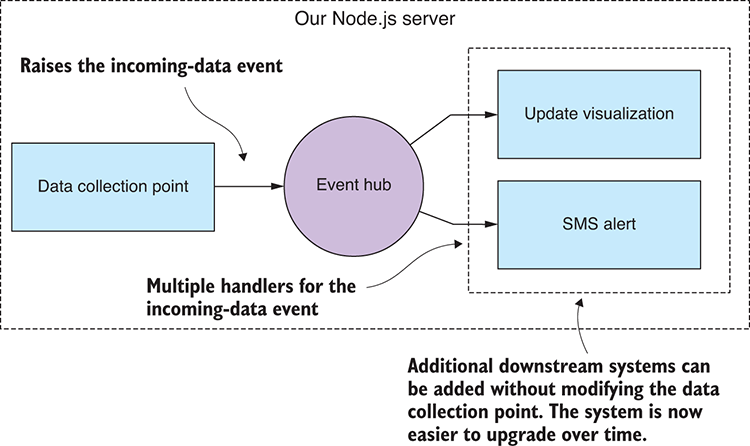 Our Node.js server
Raises the incoming-data event
Data collection point
Event hub
Update visualization
SMS alert
Multiple handlers for the
incoming-data event
Additional downstream systems can
be added without modifying the data
collection point. The system is now
easier to upgrade over time.